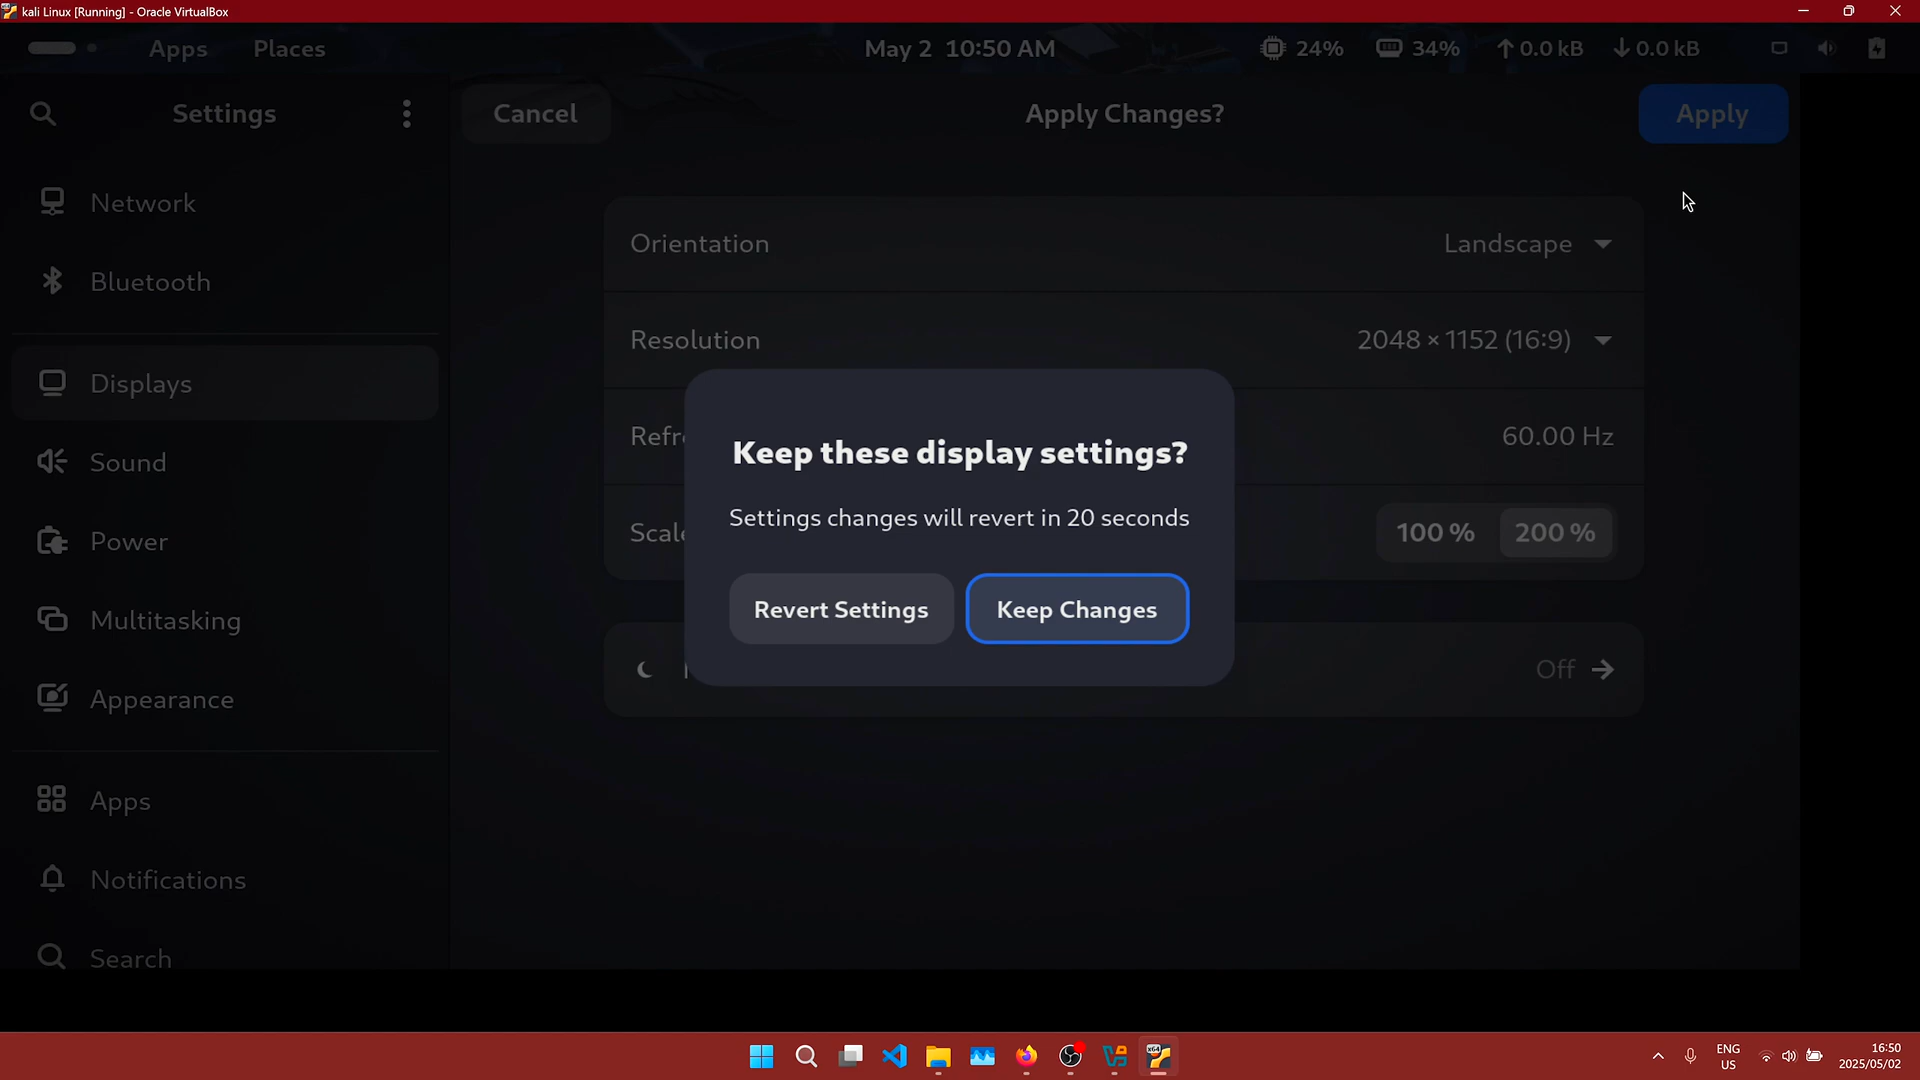 kali Linux [Running] - Oracle VirtualBox
Apps Places May 2 10:50 AM 24% 34% 0.0 kB 0.0 kB
Settings Cancel Apply Changes? Apply
Network
Bluetooth
Displays
Sound
Power
Multitasking
Appearance
Apps
Notifications
Search
Orientation Landscape
Resolution 2048 × 1152 (16:9)
Refr 60.00 Hz
Scale 100 % 200 %
Off
Keep these display settings?
Settings changes will revert in 20 seconds
Revert Settings Keep Changes
ENG
US
16:50
2025/05/02